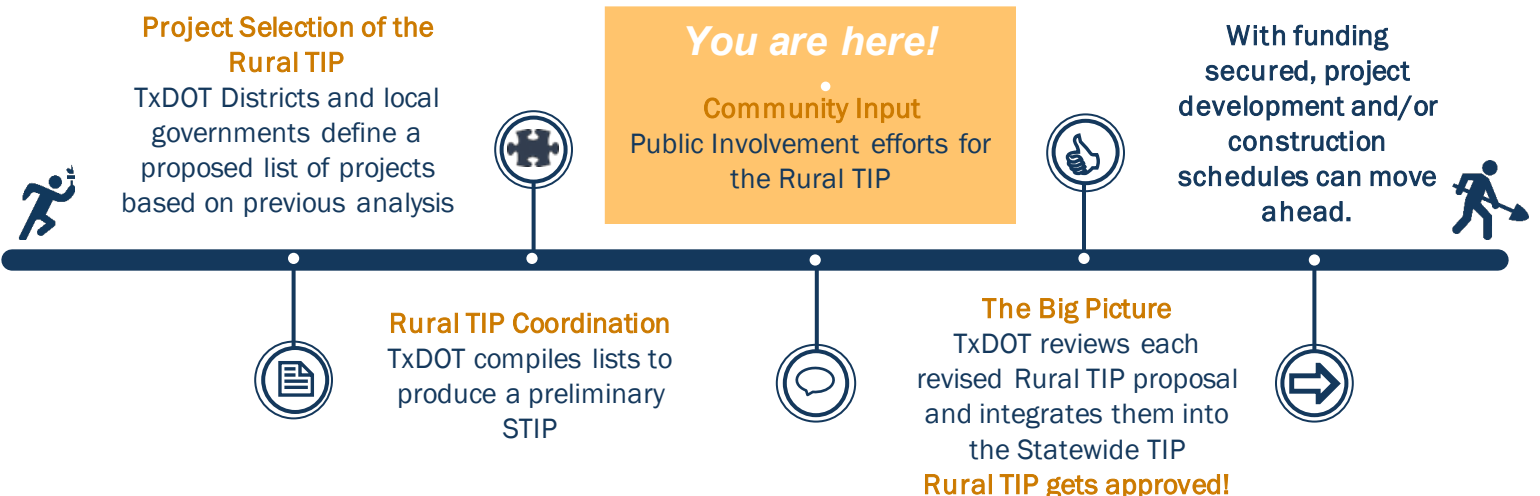 Project Selection of the
Rural TIP
TxDOT Districts and local
governments define a
proposed list of projects
based on previous analysis
Rural TIP Coordination
TxDOT compiles lists to
produce a preliminary
STIP
You are here!
Community Input
Public Involvement efforts for
the Rural TIP
The Big Picture
TxDOT reviews each
revised Rural TIP proposal
and integrates them into
the Statewide TIP
Rural TIP gets approved!
With funding
secured, project
development and/or
construction
schedules can move
ahead.